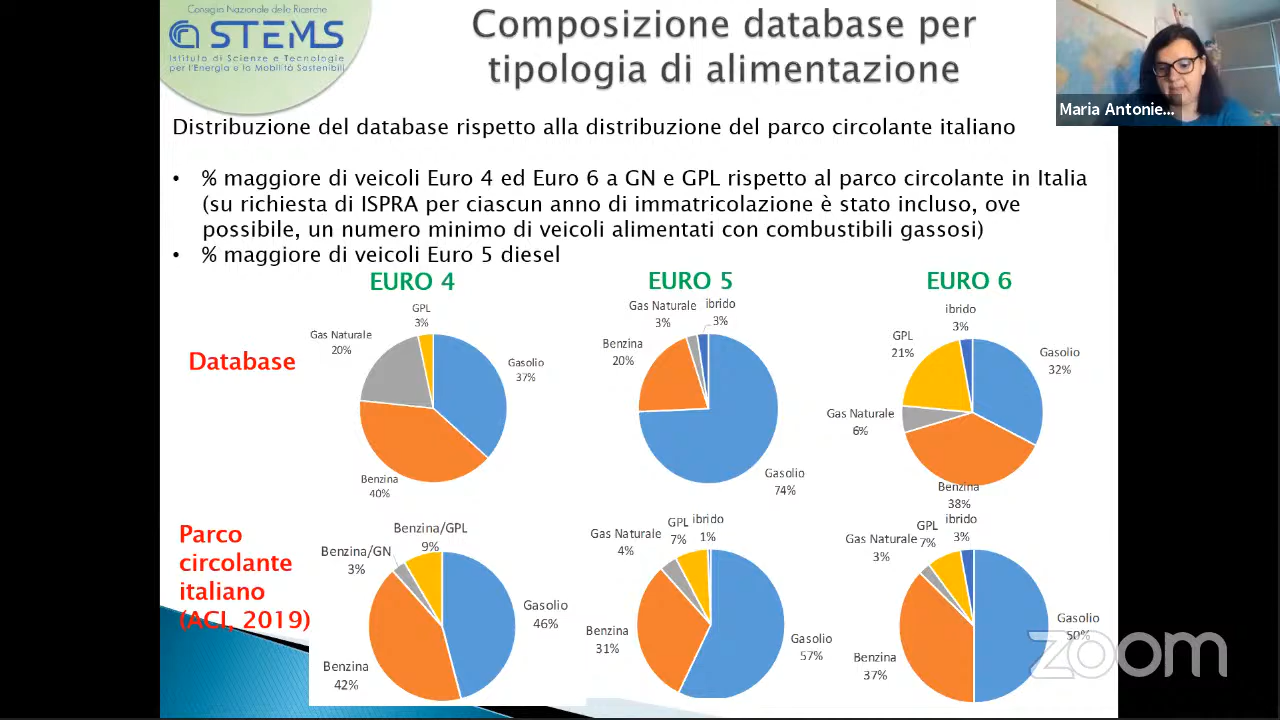 Consiglio Nazionale delle Ricerche
STEMS
Istituto di Scienze e Tecnologie
per l'Energia e la Mobilità Sostenibili
Composizione database per
tipologia di alimentazione
Maria Antonie...
Distribuzione del database rispetto alla distribuzione del parco circolante italiano
• % maggiore di veicoli Euro 4 ed Euro 6 a GN e GPL rispetto al parco circolante in Italia
(su richiesta di ISPRA per ciascun anno di immatricolazione è stato incluso, ove
possibile, un numero minimo di veicoli alimentati con combustibili gassosi)
• % maggiore di veicoli Euro 5 diesel
EURO 4
EURO 5
EURO 6
Database
GPL
3%
Gas Naturale
20%
Gasolio
37%
Benzina
40%
Gas Naturale
3%
ibrido
3%
Benzina
20%
Gasolio
74%
ibrido
3%
GPL
21%
Gasolio
32%
Gas Naturale
6%
Benzina
38%
Parco
circolante
italiano
(ACI, 2019)
Benzina/GPL
9%
Benzina/GN
3%
Gasolio
46%
Benzina
42%
Gas Naturale
4%
GPL
7%
ibrido
1%
Benzina
31%
Gasolio
57%
Gas Naturale
3%
GPL
7%
ibrido
3%
Gasolio
50%
Benzina
37%
zoom